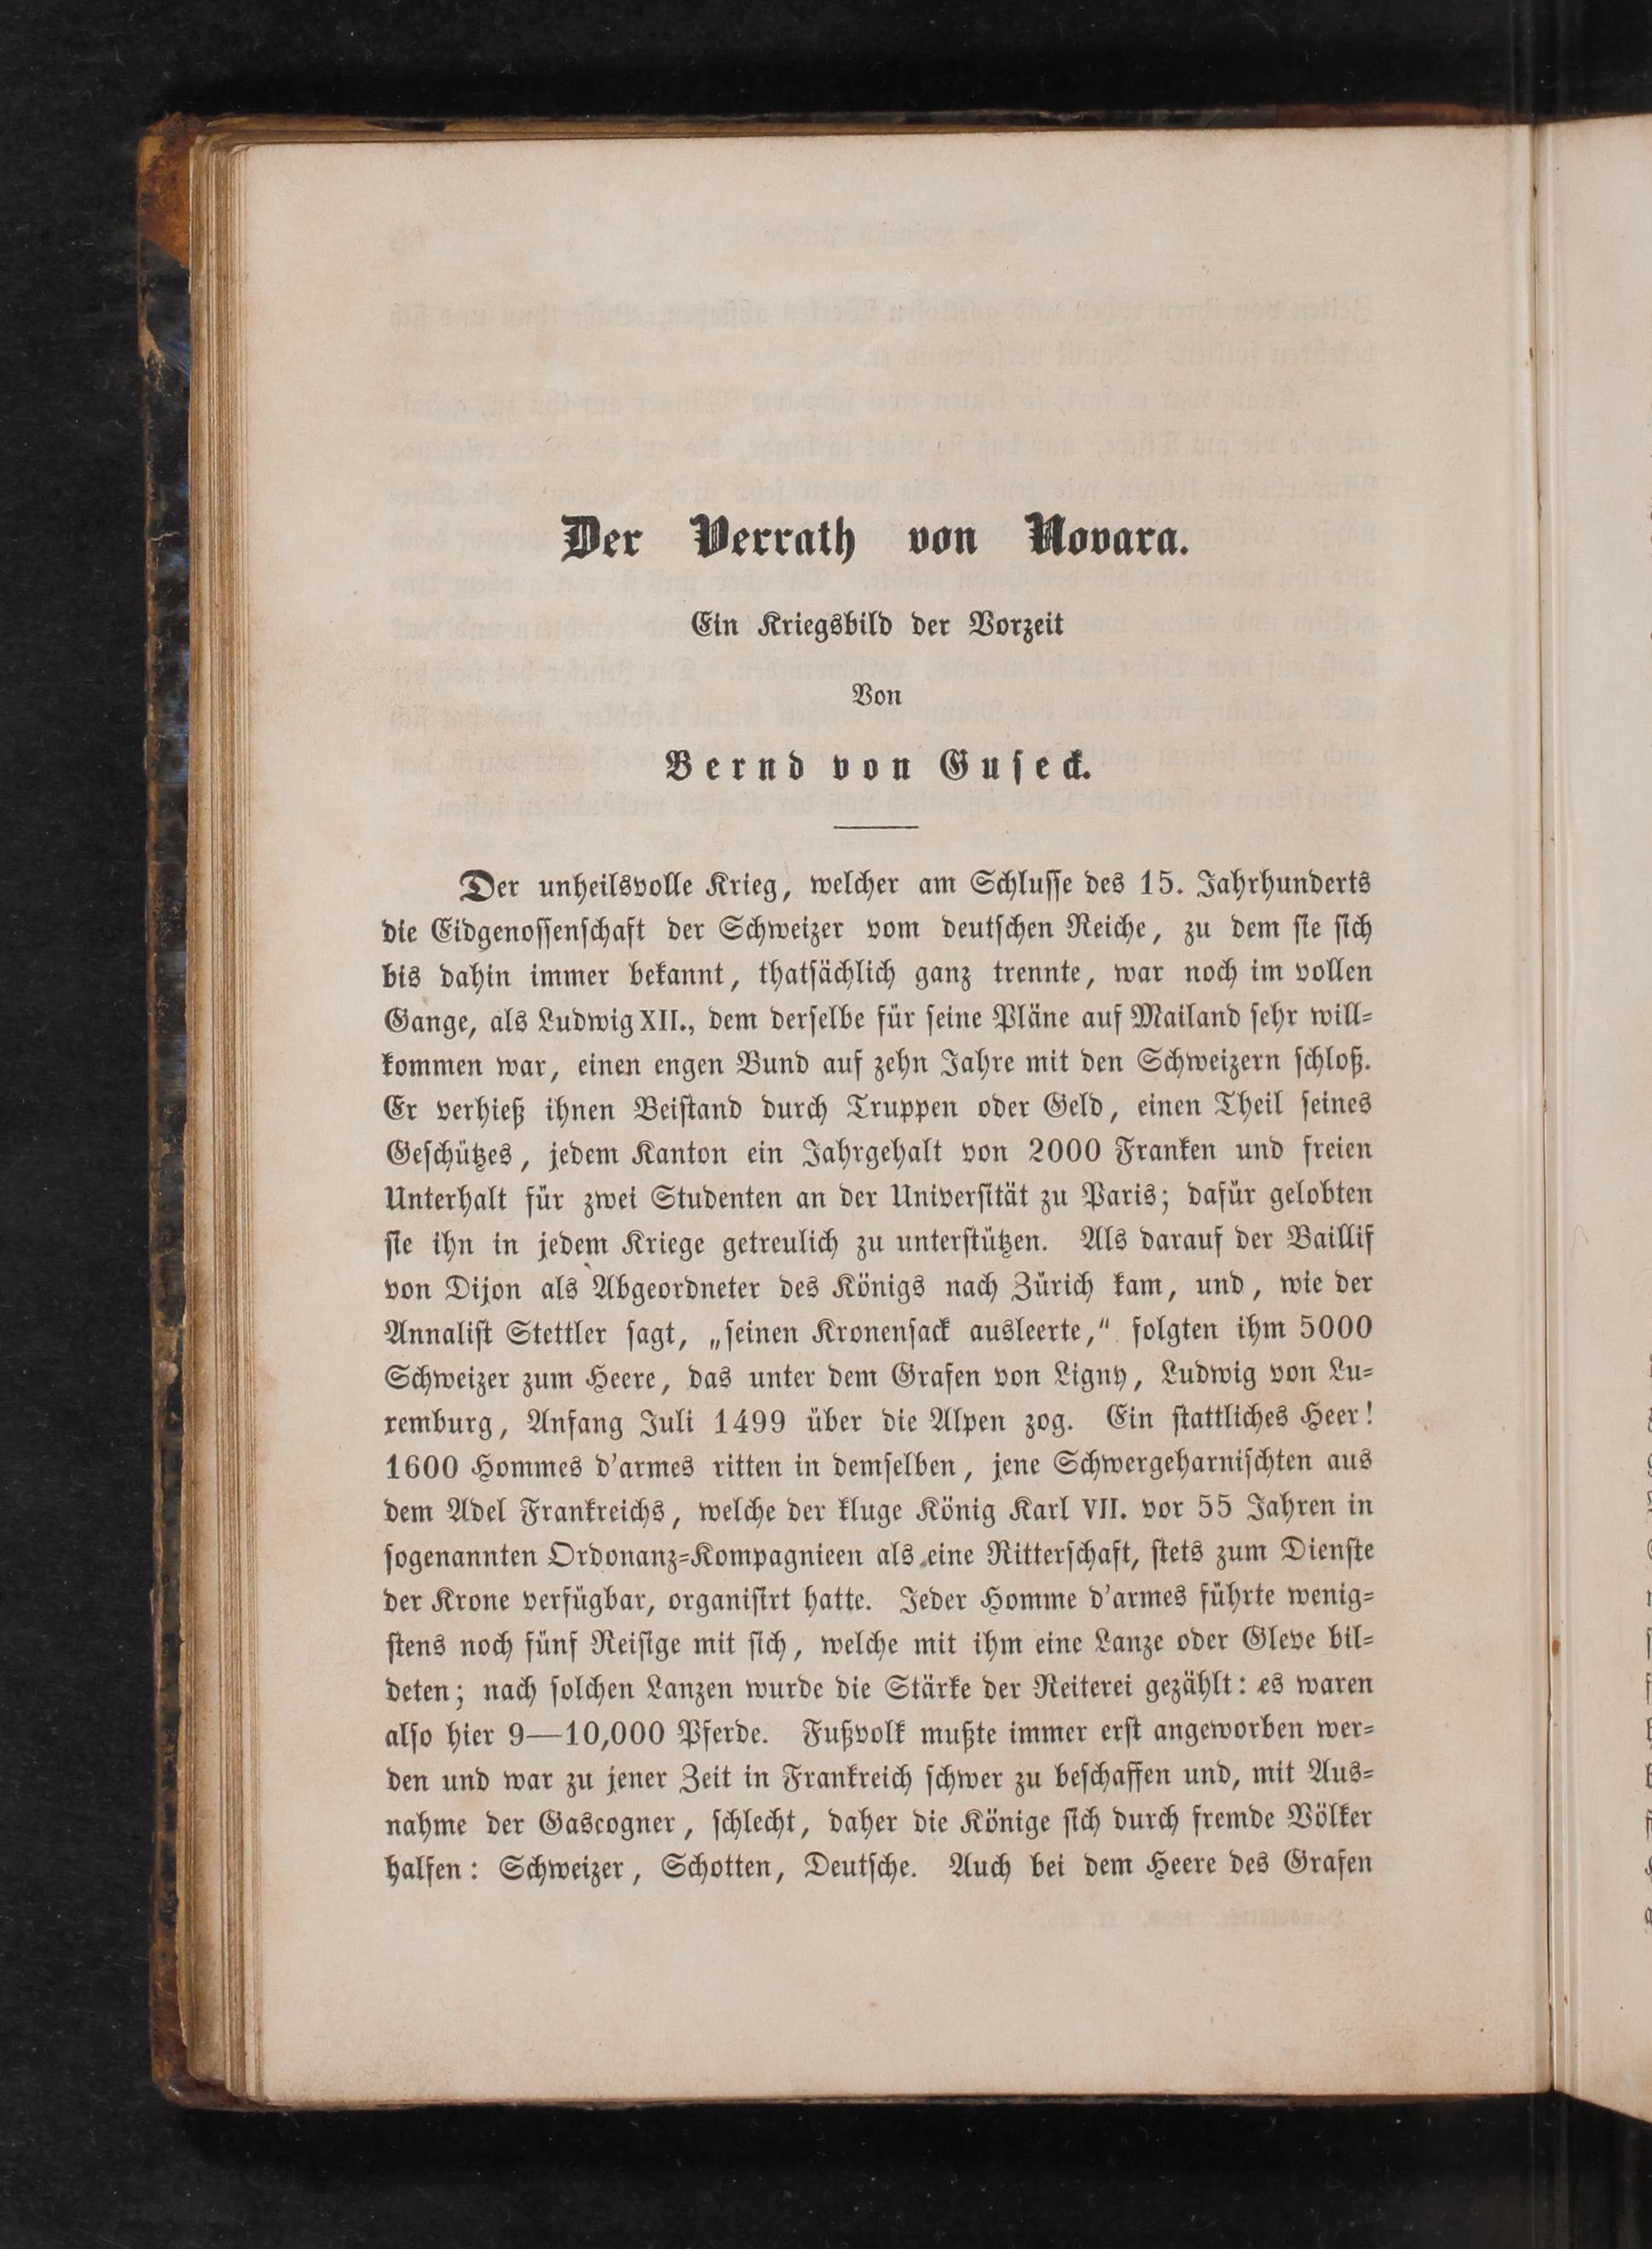 Der Verrath von Novara.
Ein Kriegsbild der Vorzeit
Von
Bernd von Guseck.
Der unheilsvolle Krieg, welcher am Schlusse des 15. Jahrhunderts
die Eidgenossenschaft der Schweizer vom deutschen Reiche, zu dem sie sich
bis dahin immer bekannt, thatsächlich ganz trennte, war noch im vollen
Gange, als Ludwig XII., dem derselbe für seine Pläne auf Mailand sehr will-
kommen war, einen engen Bund auf zehn Jahre mit den Schweizern schloß.
Er verhieß ihnen Beistand durch Truppen oder Geld, einen Theil seines
Geschützes, jedem Kanton ein Jahrgehalt von 2000 Franken und freien
Unterhalt für zwei Studenten an der Universität zu Paris; dafür gelobten
sie ihn in jedem Kriege getreulich zu unterstützen. Als darauf der Baillif
von Dijon als Abgeordneter des Königs nach Zürich kam, und, wie der
Annalist Stettler sagt, „seinen Kronensack ausleerte,“ folgten ihm 5000
Schweizer zum Heere, das unter dem Grafen von Ligny, Ludwig von Lu-
xemburg, Anfang Juli 1499 über die Alpen zog. Ein stattliches Heer!
1600 Hommes d'armes ritten in demselben, jene Schwergeharnischten aus
dem Adel Frankreichs, welche der kluge König Karl VII. vor 55 Jahren in
sogenannten Ordonanz-Kompagnieen als eine Ritterschaft, stets zum Dienste
der Krone verfügbar, organisirt hatte. Jeder Homme d'armes führte wenig-
stens noch fünf Reisige mit sich, welche mit ihm eine Lanze oder Gleve bil-
deten; nach solchen Lanzen wurde die Stärke der Reiterei gezählt: es waren
also hier 9—10,000 Pferde. Fußvolk mußte immer erst angeworben wer-
den und war zu jener Zeit in Frankreich schwer zu beschaffen und, mit Aus-
nahme der Gascogner, schlecht, daher die Könige sich durch fremde Völker
halfen: Schweizer, Schotten, Deutsche. Auch bei dem Heere des Grafen